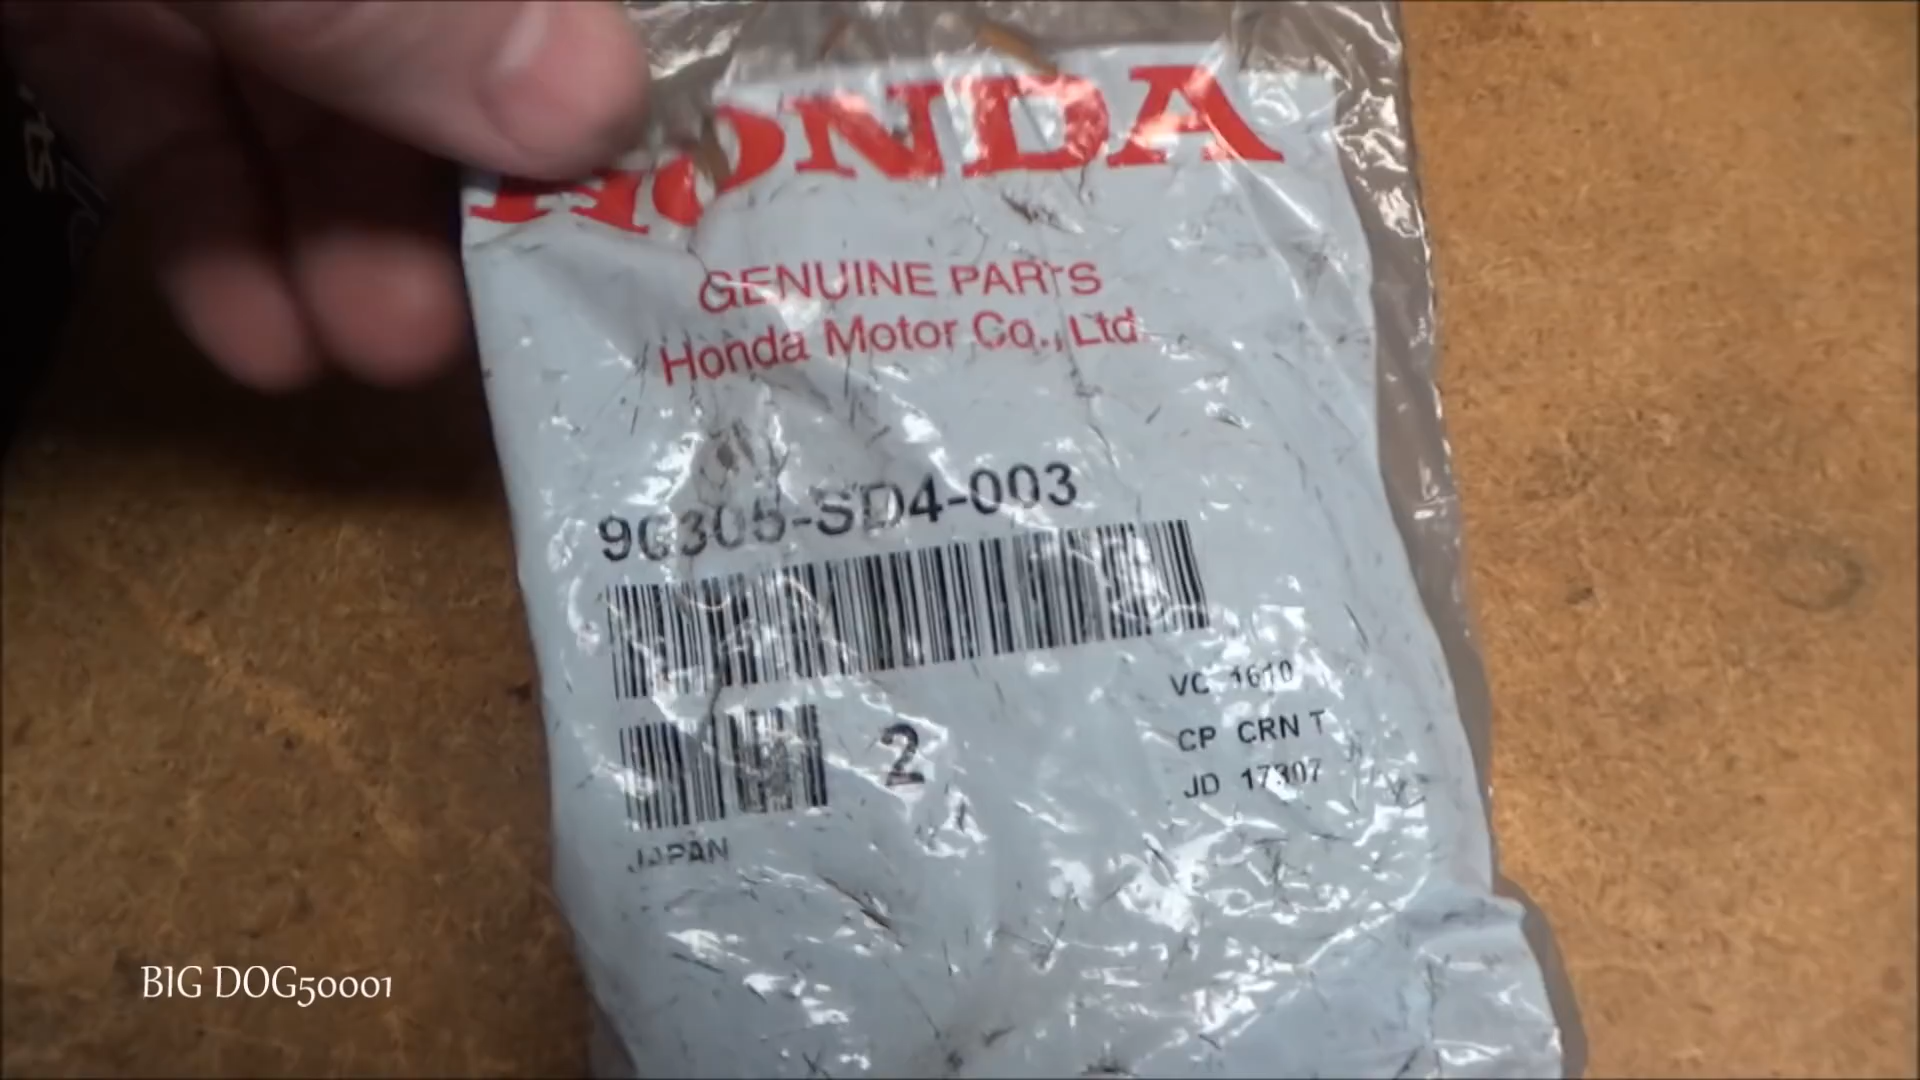 HONDA
GENUINE PARTS
Honda Motor Co., Ltd.
90305-SD4-003
VC 1610
2
CP CRN T
JD 17307
JAPAN
BIG DOG50001